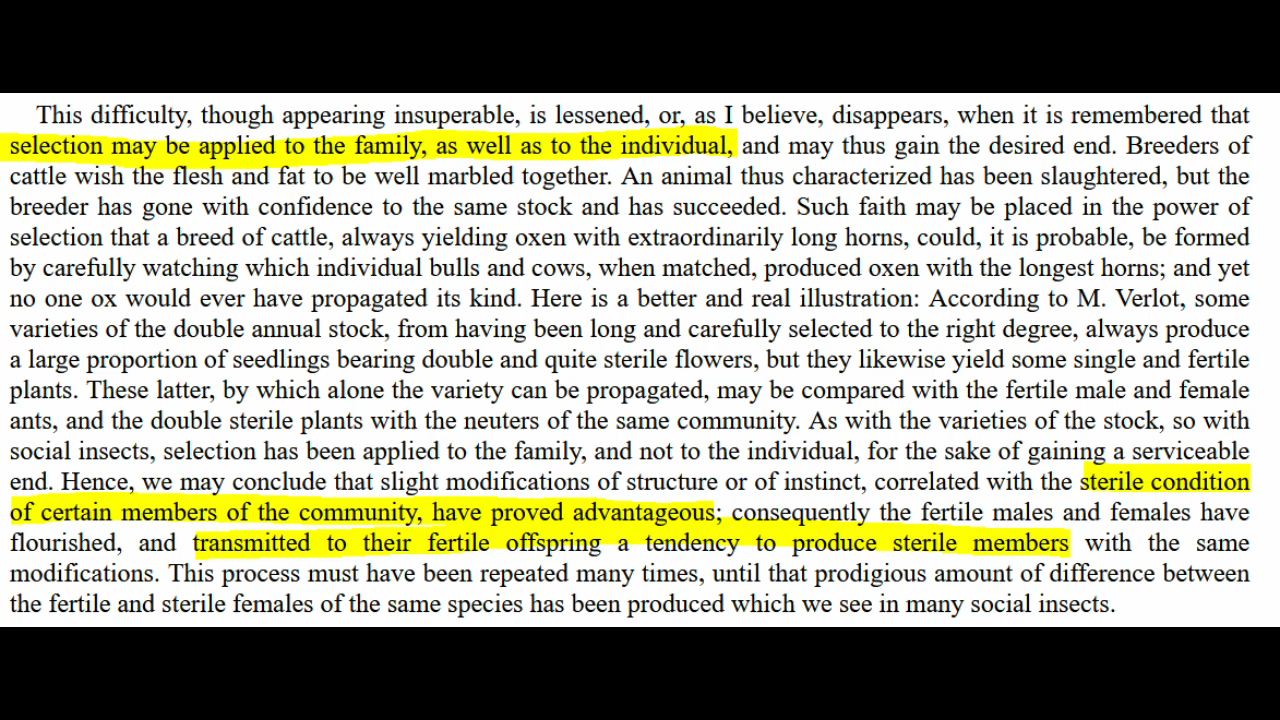 This difficulty, though appearing insuperable, is lessened, or, as I believe, disappears, when it is remembered that
selection may be applied to the family, as well as to the individual, and may thus gain the desired end. Breeders of
cattle wish the flesh and fat to be well marbled together. An animal thus characterized has been slaughtered, but the
breeder has gone with confidence to the same stock and has succeeded. Such faith may be placed in the power of
selection that a breed of cattle, always yielding oxen with extraordinarily long horns, could, it is probable, be formed
by carefully watching which individual bulls and cows, when matched, produced oxen with the longest horns; and yet
no one ox would ever have propagated its kind. Here is a better and real illustration: According to M. Verlot, some
varieties of the double annual stock, from having been long and carefully selected to the right degree, always produce
a large proportion of seedlings bearing double and quite sterile flowers, but they likewise yield some single and fertile
plants. These latter, by which alone the variety can be propagated, may be compared with the fertile male and female
ants, and the double sterile plants with the neuters of the same community. As with the varieties of the stock, so with
social insects, selection has been applied to the family, and not to the individual, for the sake of gaining a serviceable
end. Hence, we may conclude that slight modifications of structure or of instinct, correlated with the sterile condition
of certain members of the community, have proved advantageous; consequently the fertile males and females have
flourished, and transmitted to their fertile offspring a tendency to produce sterile members with the same
modifications. This process must have been repeated many times, until that prodigious amount of difference between
the fertile and sterile females of the same species has been produced which we see in many social insects.